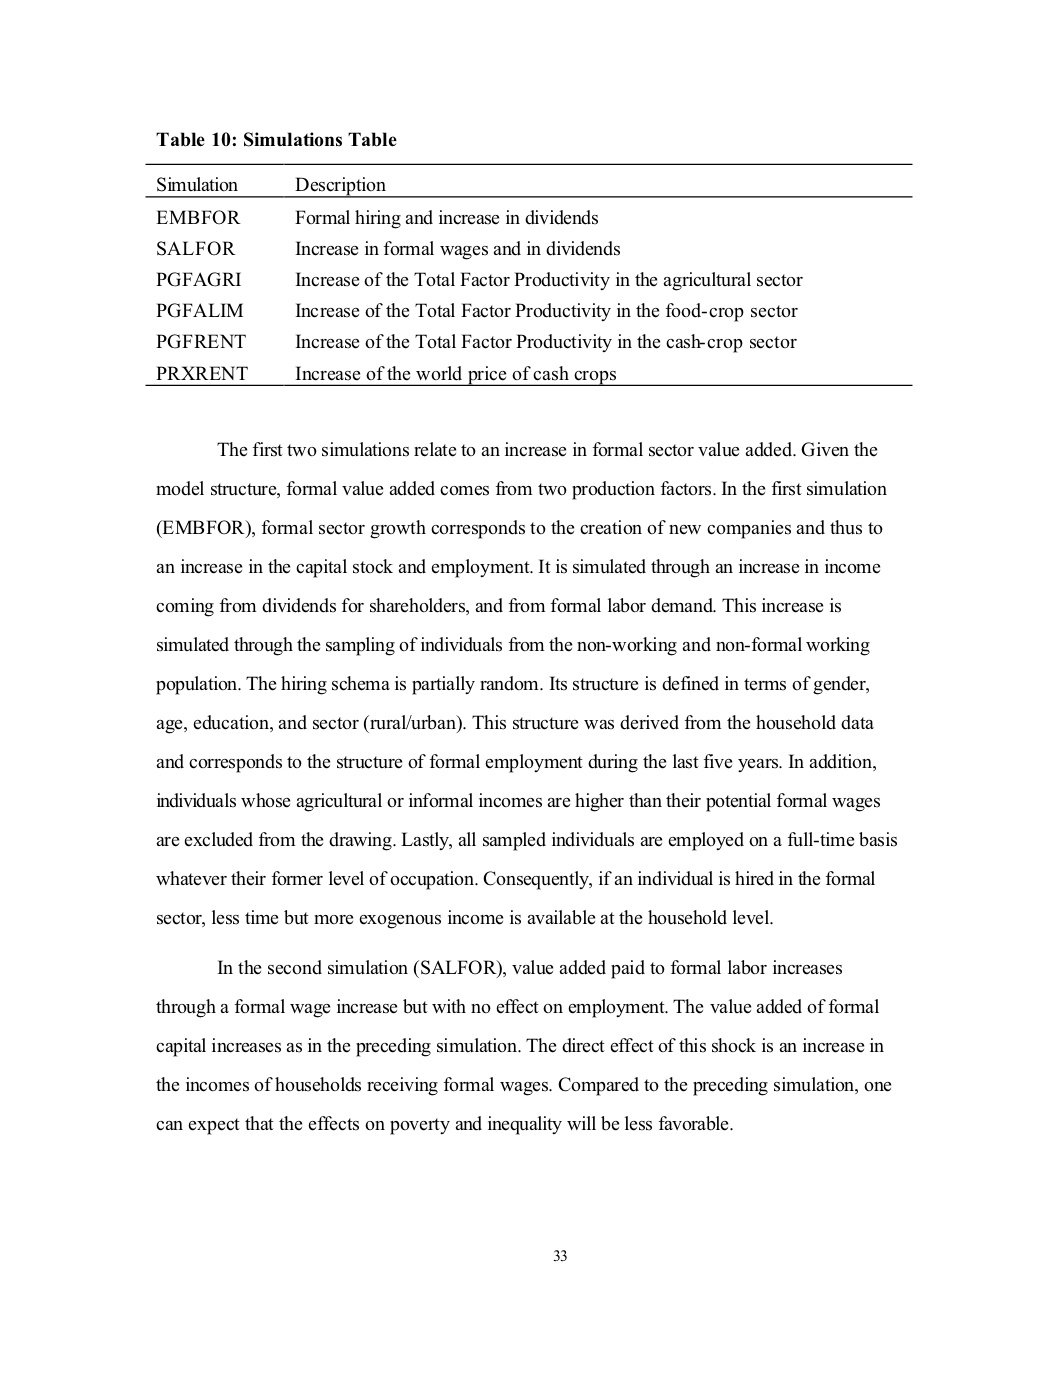 Table 10: Simulations Table
Simulation Description
EMBFOR Formal hiring and increase in dividends
SALFOR Increase in formal wages and in dividends
PGFAGRI Increase of the Total Factor Productivity in the agricultural sector
PGFALIM Increase of the Total Factor Productivity in the food-crop sector
PGFRENT Increase of the Total Factor Productivity in the cash-crop sector
PRXRENT Increase of the world price of cash crops
The first two simulations relate to an increase in formal sector value added. Given the
model structure, formal value added comes from two production factors. In the first simulation
(EMBFOR), formal sector growth corresponds to the creation of new companies and thus to
an increase in the capital stock and employment. It is simulated through an increase in income
coming from dividends for shareholders, and from formal labor demand. This increase is
simulated through the sampling of individuals from the non-working and non-formal working
population. The hiring schema is partially random. Its structure is defined in terms of gender,
age, education, and sector (rural/urban). This structure was derived from the household data
and corresponds to the structure of formal employment during the last five years. In addition,
individuals whose agricultural or informal incomes are higher than their potential formal wages
are excluded from the drawing. Lastly, all sampled individuals are employed on a full-time basis
whatever their former level of occupation. Consequently, if an individual is hired in the formal
sector, less time but more exogenous income is available at the household level.
In the second simulation (SALFOR), value added paid to formal labor increases
through a formal wage increase but with no effect on employment. The value added of formal
capital increases as in the preceding simulation. The direct effect of this shock is an increase in
the incomes of households receiving formal wages. Compared to the preceding simulation, one
can expect that the effects on poverty and inequality will be less favorable.
33